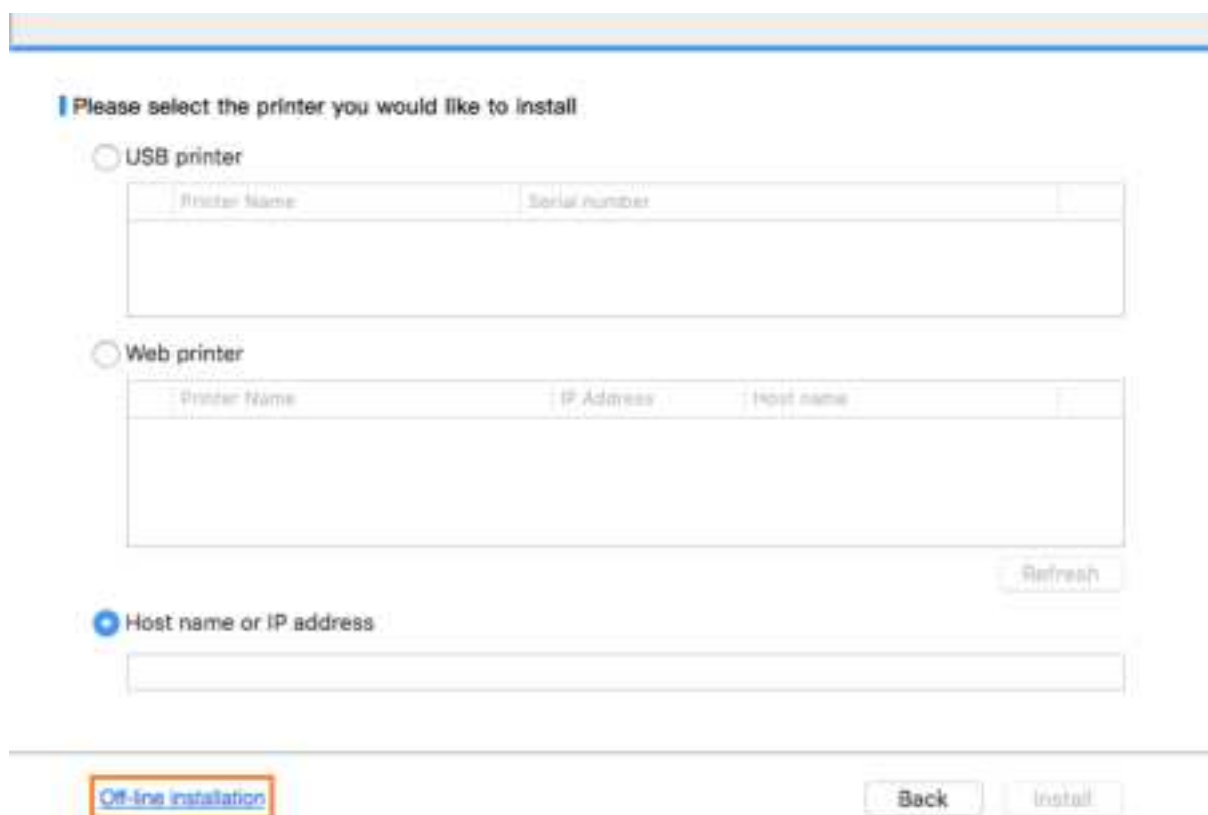 Please select the printer you would like to install
USB printer
Printer Name Serial number
Web printer
Printer Name IP Address Host name
Refresh
Host name or IP address
Off-line installation Back Install